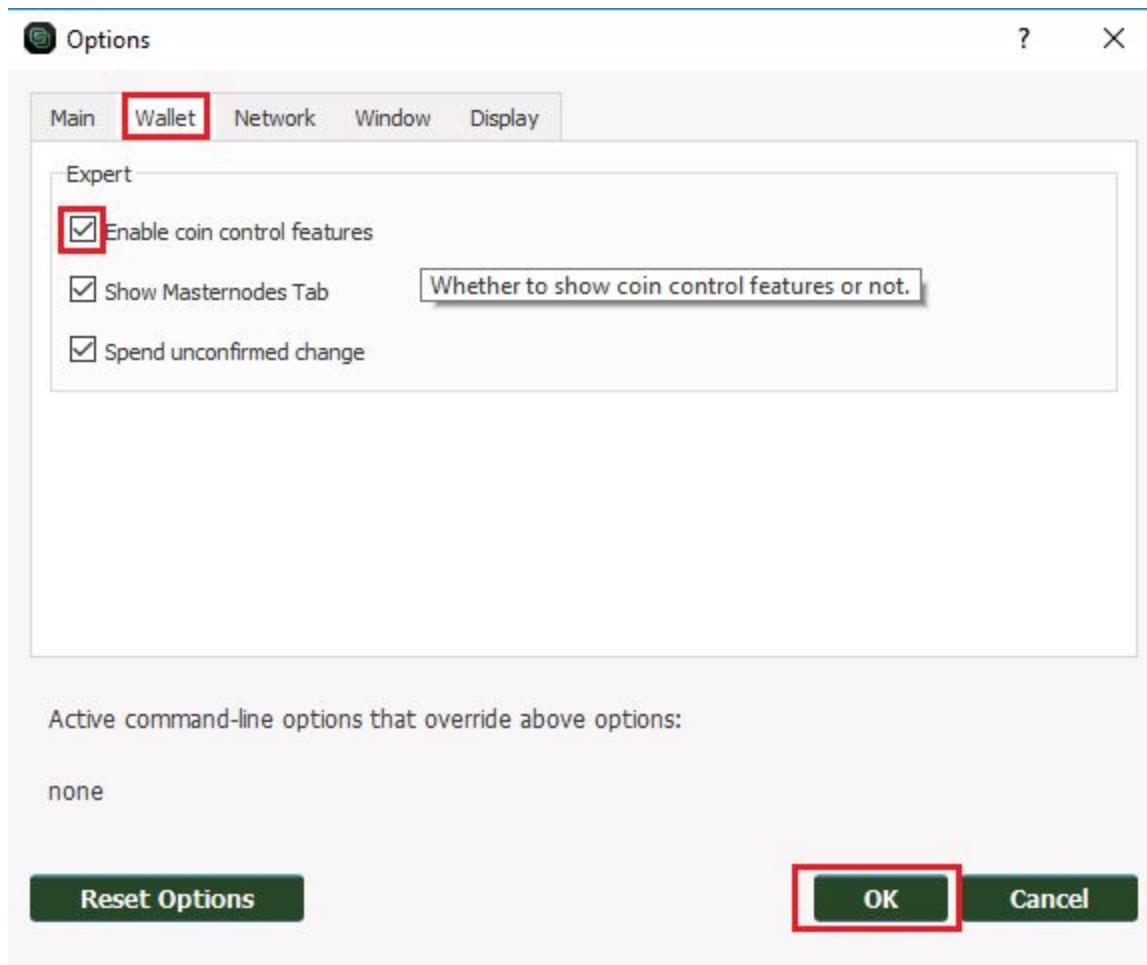 Options
Main Wallet Network Window Display
Expert
Enable coin control features
Show Masternodes Tab
Whether to show coin control features or not.
Spend unconfirmed change
Active command-line options that override above options:
none
Reset Options OK Cancel